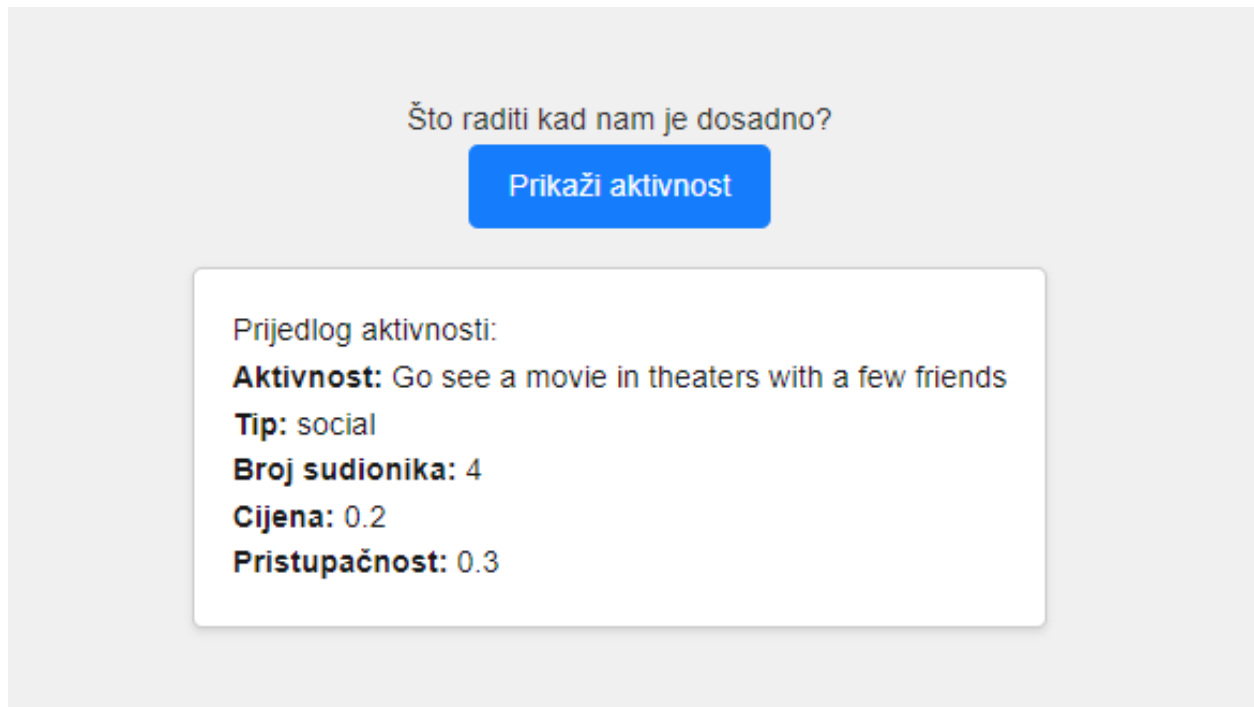 Što raditi kad nam je dosadno?
Prikaži aktivnost
Prijedlog aktivnosti:
Aktivnost: Go see a movie in theaters with a few friends
Tip: social
Broj sudionika: 4
Cijena: 0.2
Pristupačnost: 0.3